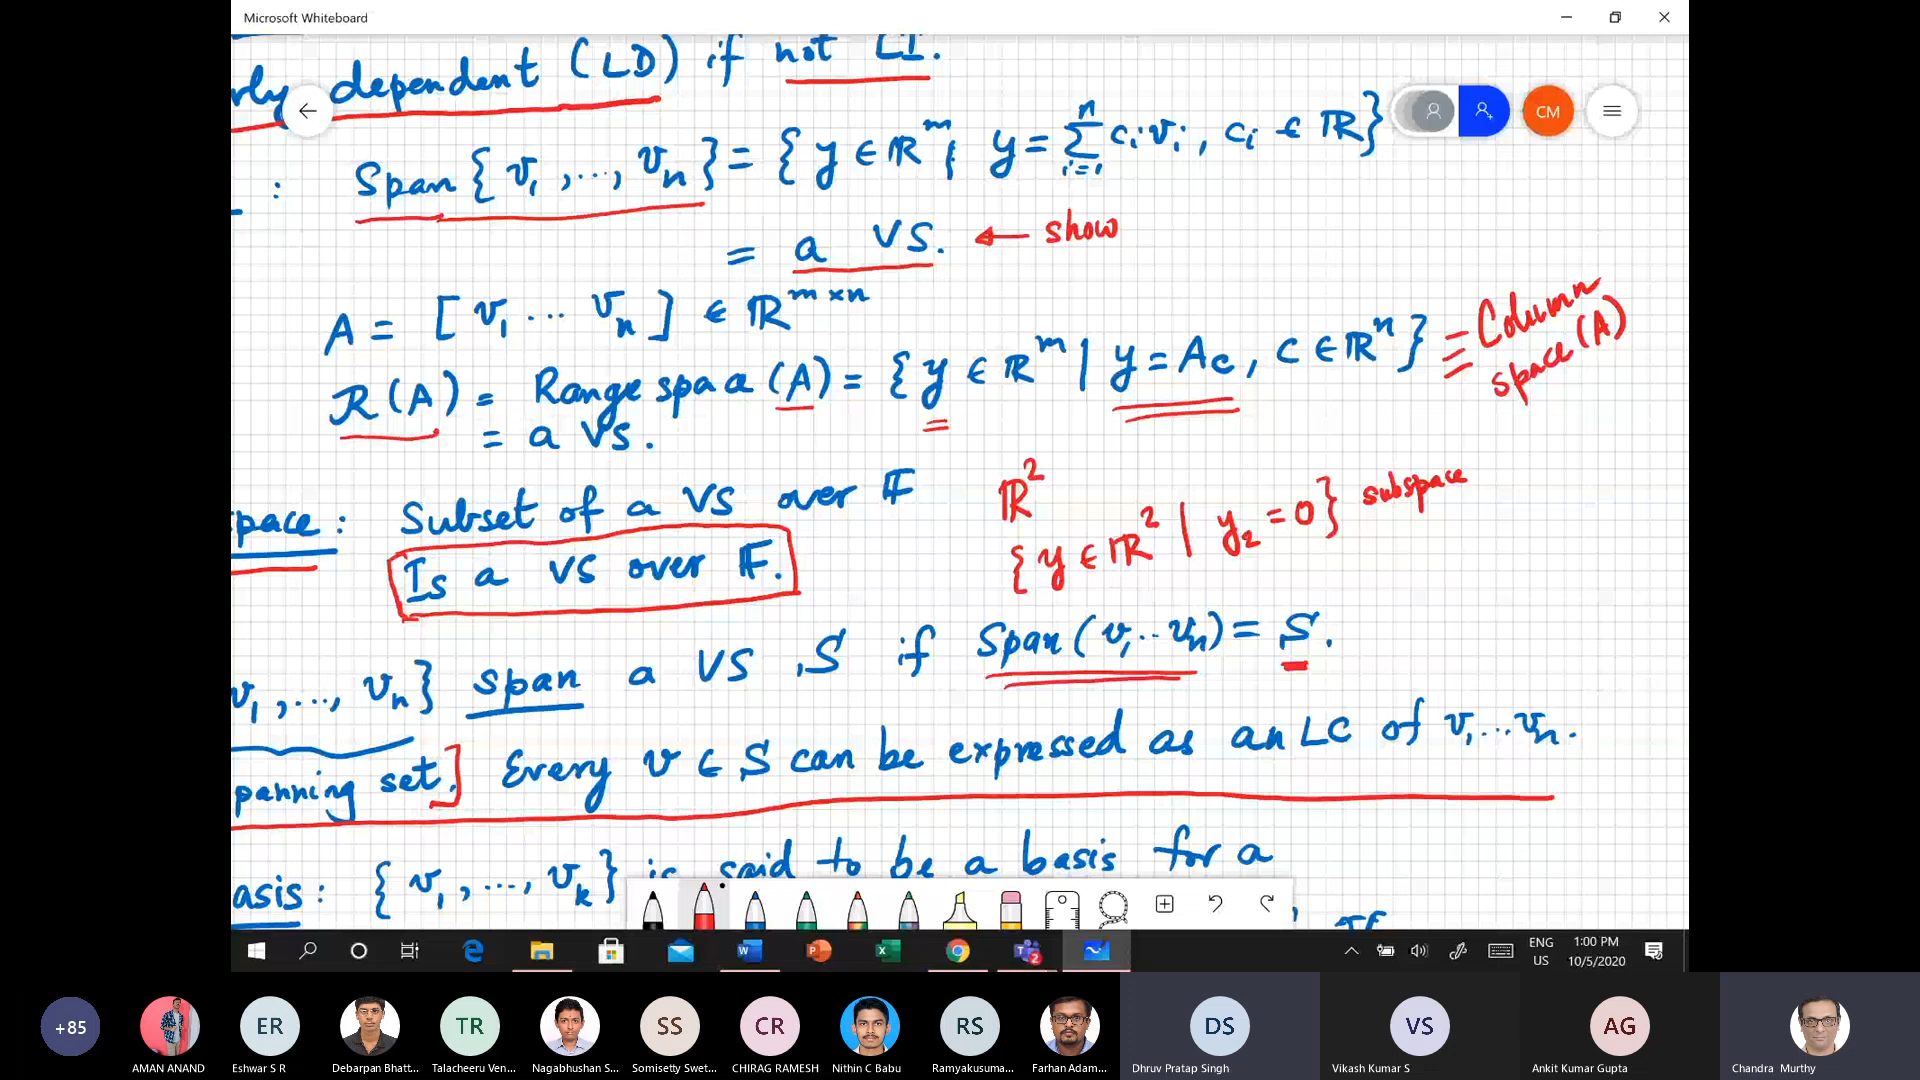 Microsoft Whiteboard
rly dependent (LD) if not LI.
CM
: Span { v₁, ..., vₙ } = { y ∈ ℝᵐ | y = ∑ᵢ₌₁ⁿ cᵢ vᵢ , cᵢ ∈ ℝ }
= a VS. ← show
A = [ v₁ ... vₙ ] ∈ ℝᵐˣⁿ
R(A) = Range space (A) = { y ∈ ℝᵐ | y = Ac, c ∈ ℝⁿ } ≡ Column space (A)
= a VS.
pace : Subset of a VS over 𝔽
Is a VS over 𝔽.
ℝ²
{ y ∈ ℝ² | y₂ = 0 } subspace
v₁, ..., vₙ } span a VS, S if Span (v₁ .. vₙ) = S.
panning set.] Every v ∈ S can be expressed as an LC of v₁ ... vₙ.
asis : { v₁, ..., vₖ } is said to be a basis for a
ENG
US
1:00 PM
10/5/2020
2
+85
ER
TR
SS
CR
RS
DS
VS
AG
AMAN ANAND
Eshwar S R
Debarpan Bhatt...
Talacheeru Ven...
Nagabhushan S...
Somisetty Swet...
CHIRAG RAMESH
Nithin C Babu
Ramyakusuma...
Farhan Adam...
Dhruv Pratap Singh
Vikash Kumar S
Ankit Kumar Gupta
Chandra Murthy